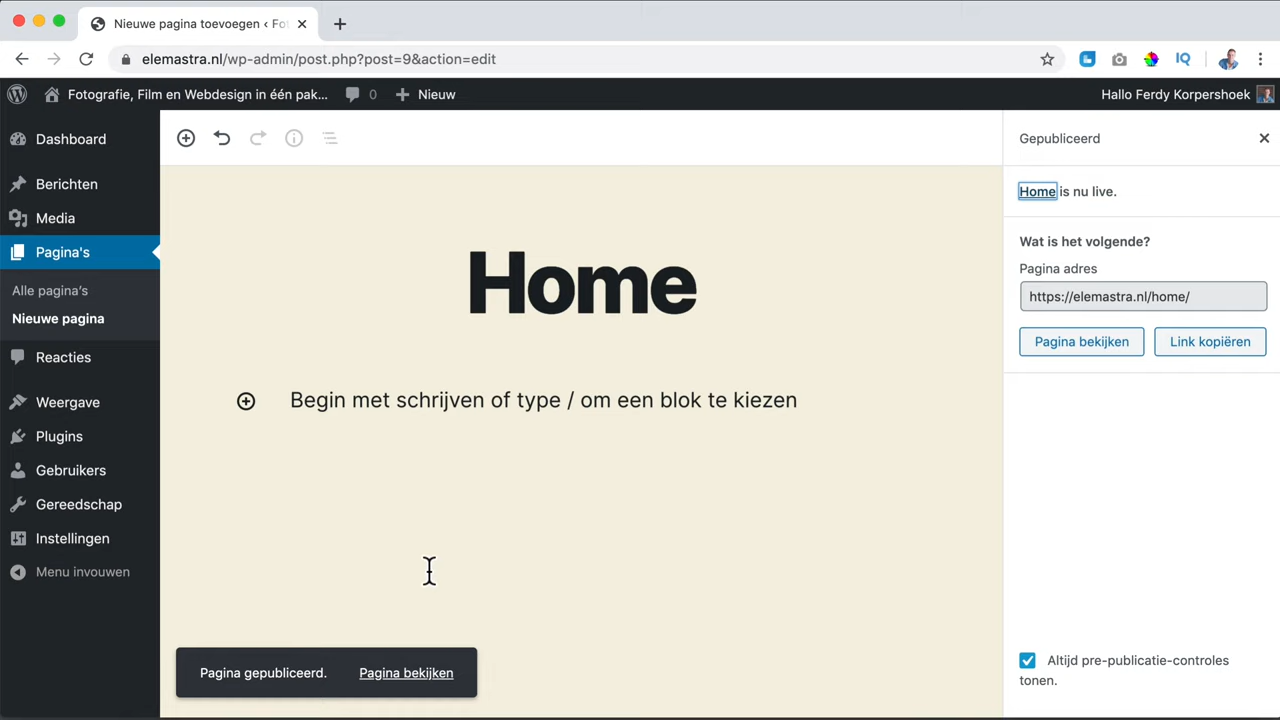 Nieuwe pagina toevoegen ‹ Fot
elemastra.nl/wp-admin/post.php?post=9&action=edit
IQ
Fotografie, Film en Webdesign in één pak...
0
Nieuw
Hallo Ferdy Korpershoek
Dashboard
Berichten
Media
Pagina's
Alle pagina's
Nieuwe pagina
Reacties
Weergave
Plugins
Gebruikers
Gereedschap
Instellingen
Menu invouwen
Home
Begin met schrijven of type / om een blok te kiezen
Pagina gepubliceerd. Pagina bekijken
Gepubliceerd
Home is nu live.
Wat is het volgende?
Pagina adres
https://elemastra.nl/home/
Pagina bekijken Link kopiëren
Altijd pre-publicatie-controles
tonen.